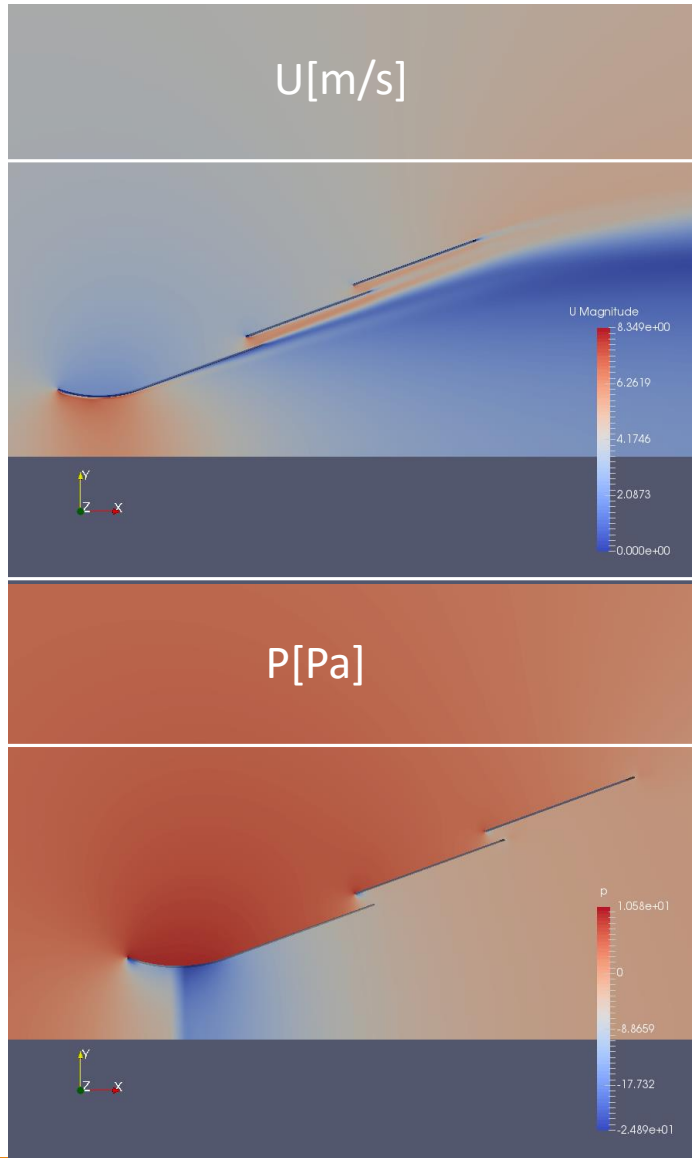 U[m/s]
U Magnitude
8.349e+00
6.2619
4.1746
2.0873
0.000e+00
Y
Z X
P[Pa]
p
1.058e+01
0
-8.8659
-17.732
-2.489e+01
Y
Z X